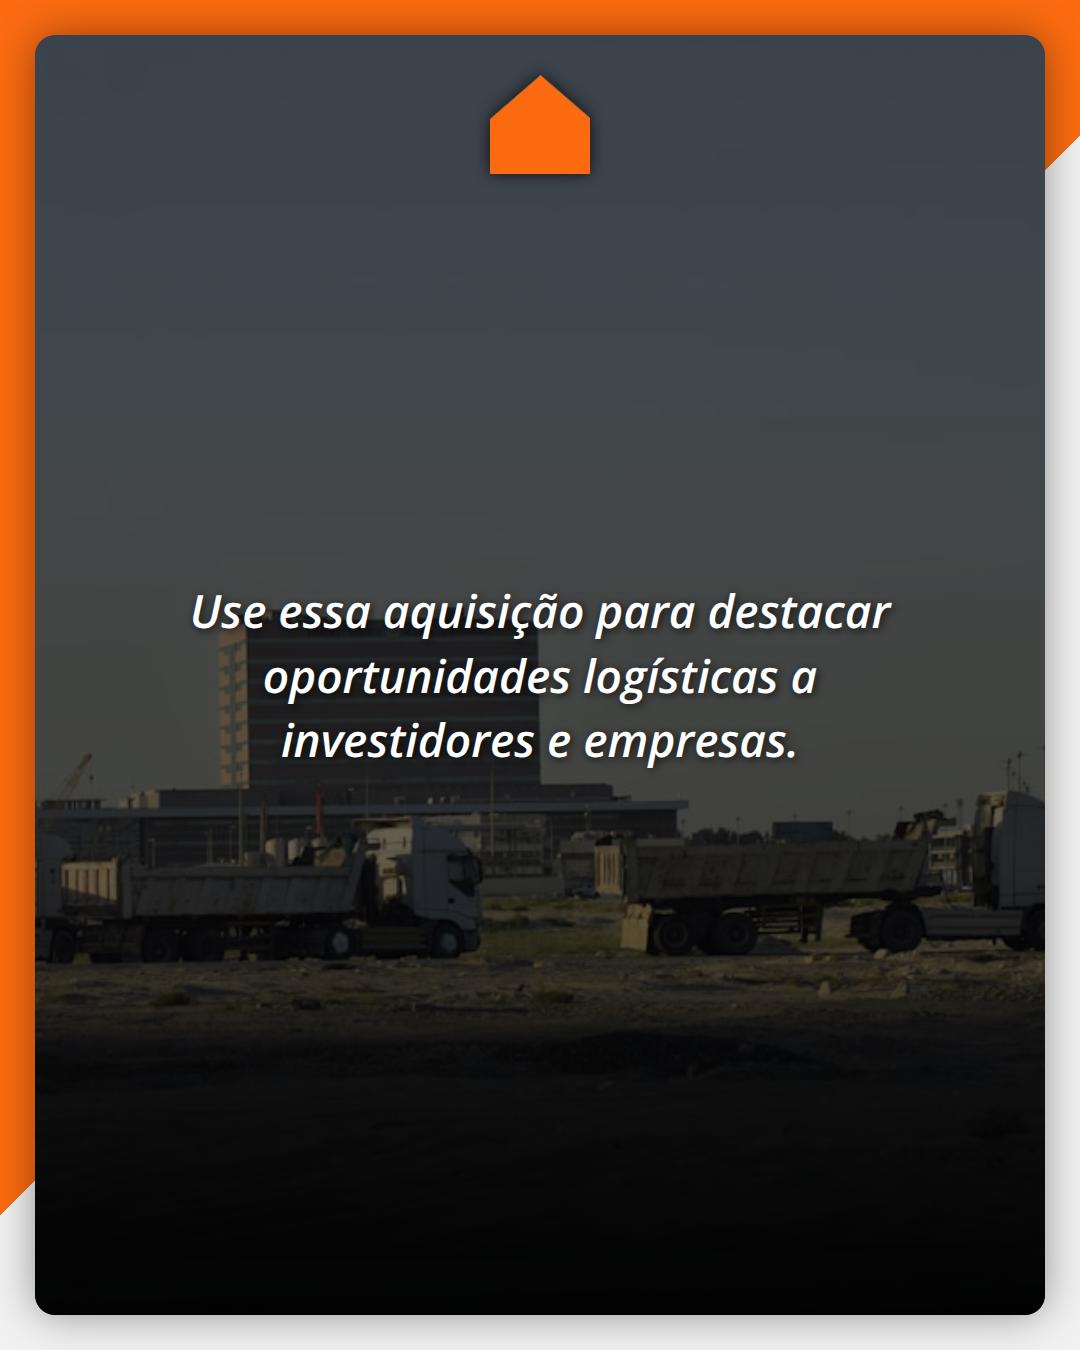 Use essa aquisição para destacar
oportunidades logísticas a
investidores e empresas.